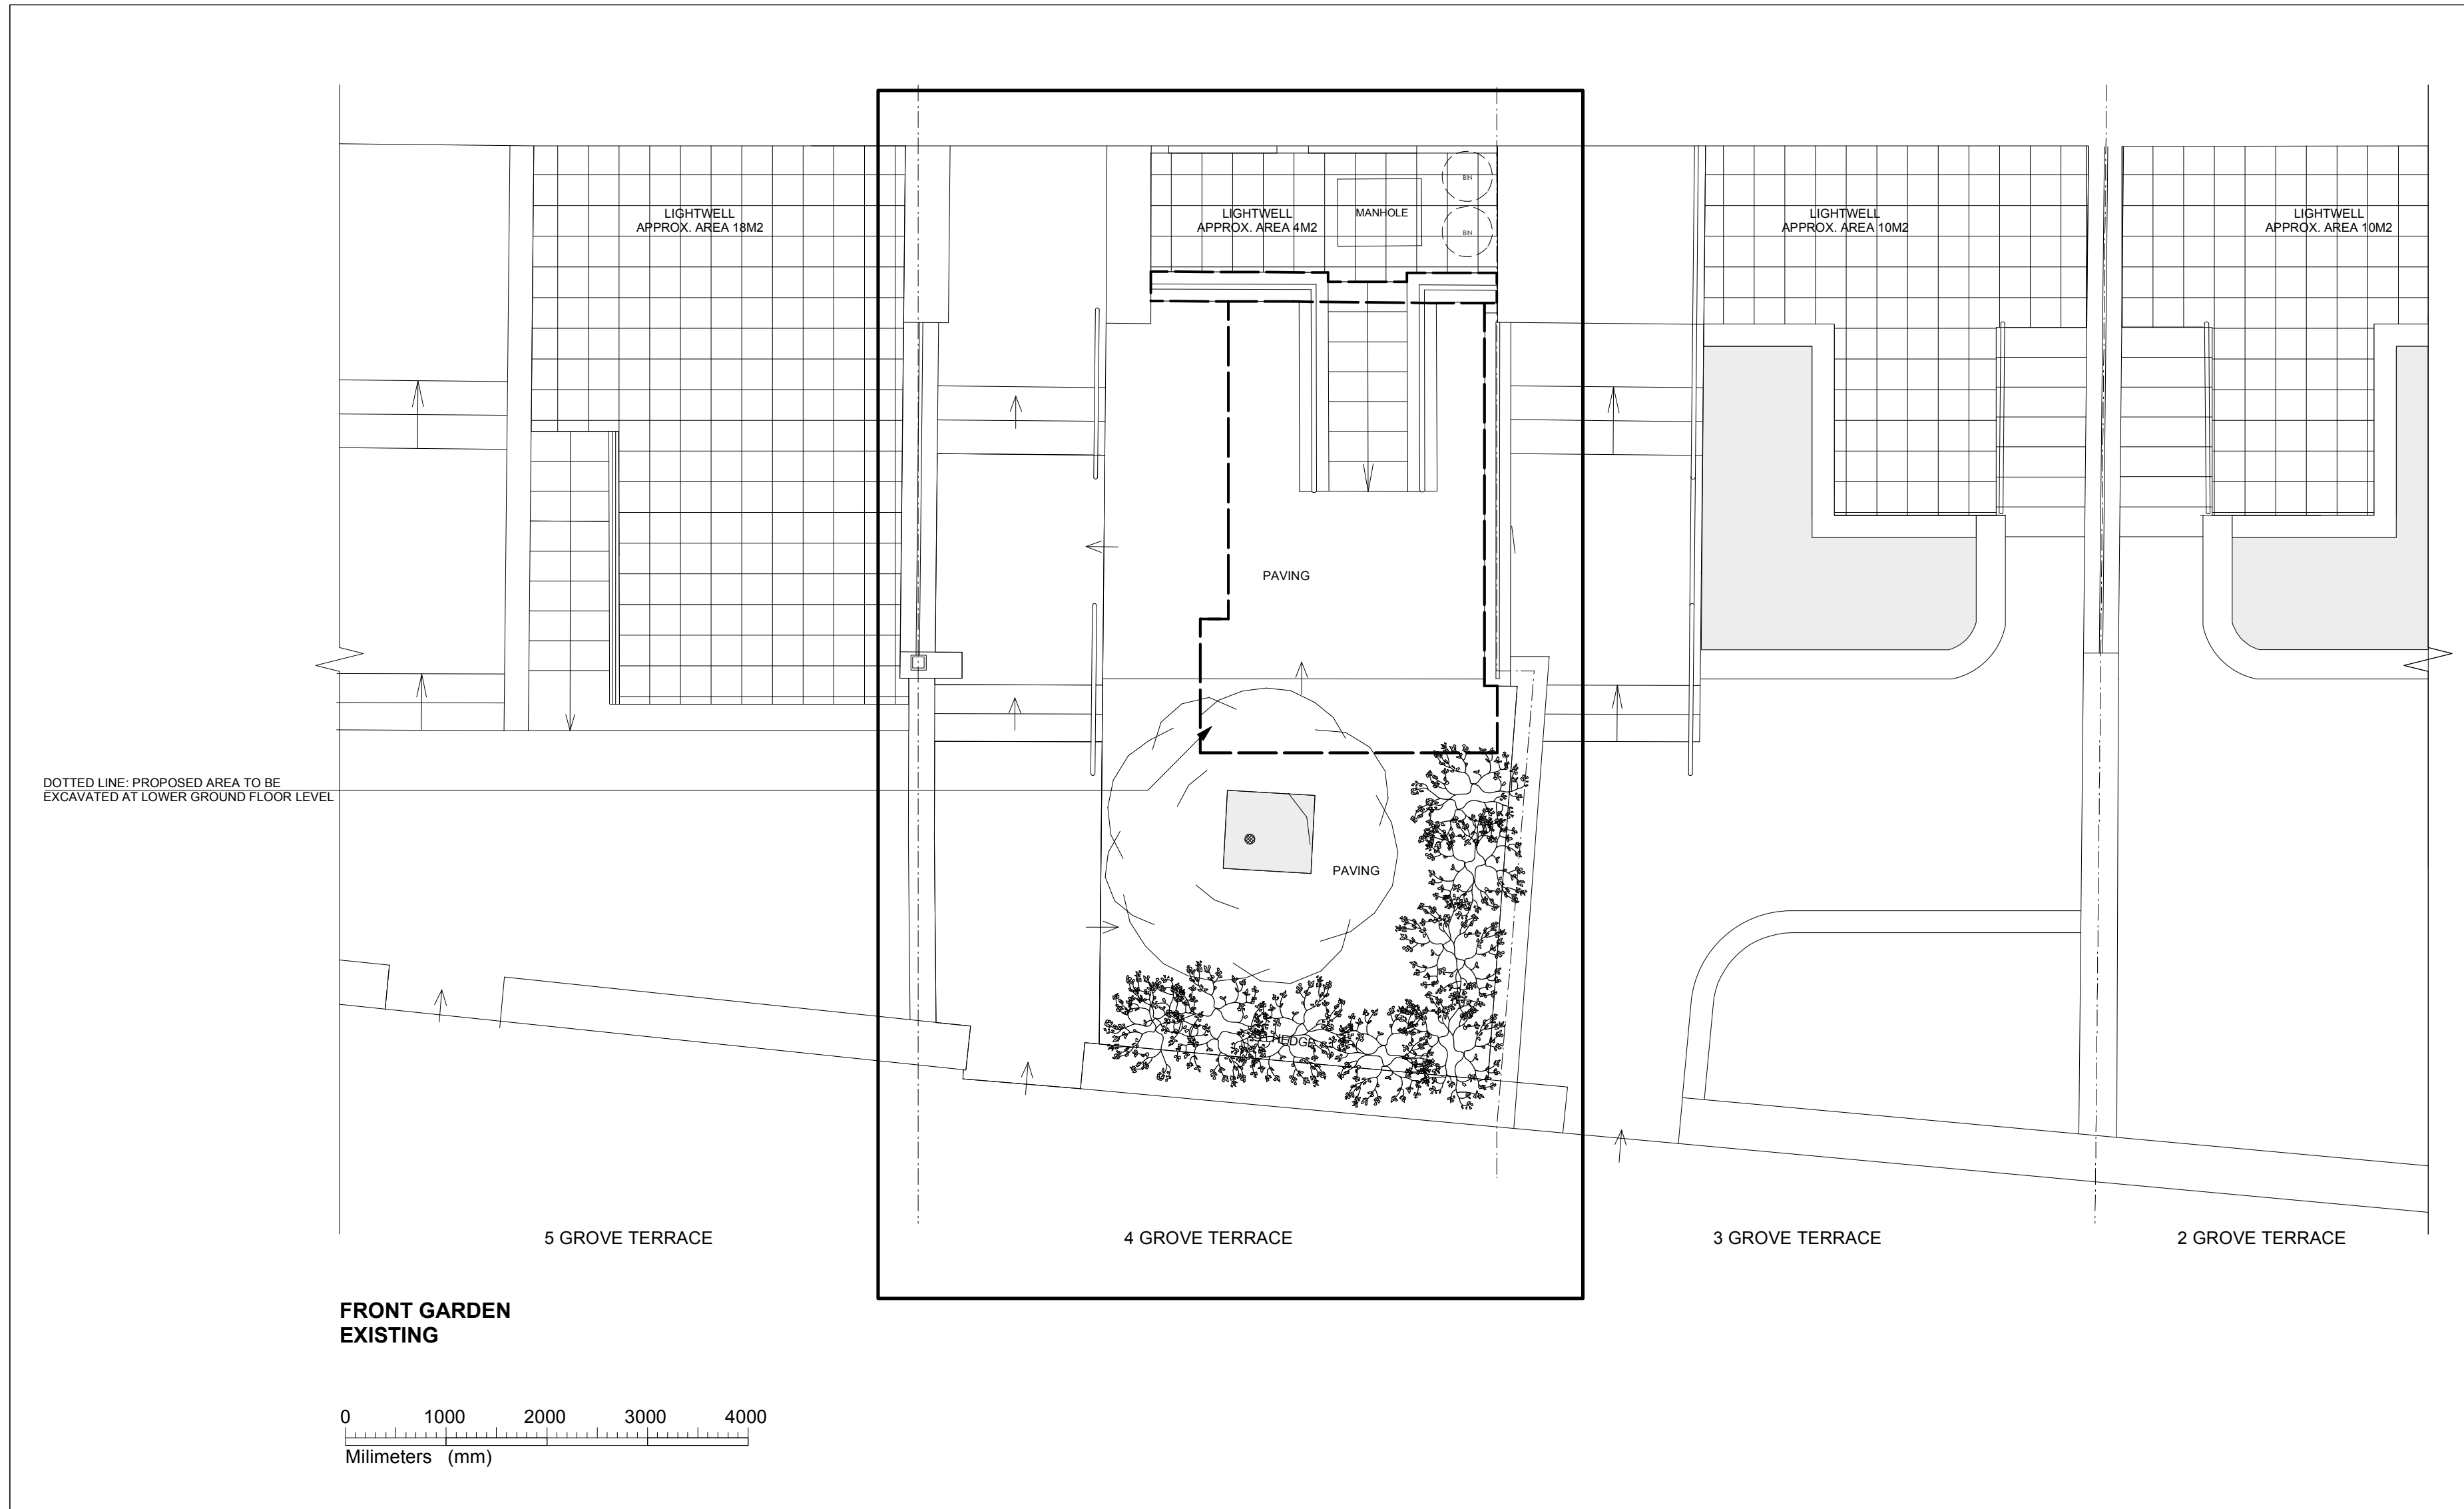 LIGHTWELL
APPROX. AREA 18M2
LIGHTWELL
APPROX. AREA 4M2
MANHOLE
BIN
BIN
LIGHTWELL
APPROX. AREA 10M2
LIGHTWELL
APPROX. AREA 10M2
PAVING
DOTTED LINE: PROPOSED AREA TO BE
EXCAVATED AT LOWER GROUND FLOOR LEVEL
PAVING
HEDGE
5 GROVE TERRACE
4 GROVE TERRACE
3 GROVE TERRACE
2 GROVE TERRACE
FRONT GARDEN
EXISTING
0 1000 2000 3000 4000
Milimeters (mm)